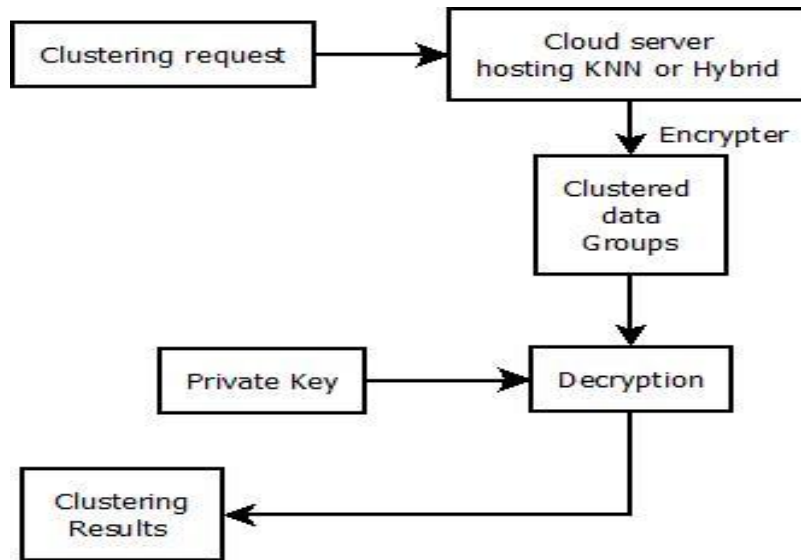 Clustering request
Cloud server
hosting KNN or Hybrid
Encrypter
Clustered
data
Groups
Private Key
Decryption
Clustering
Results